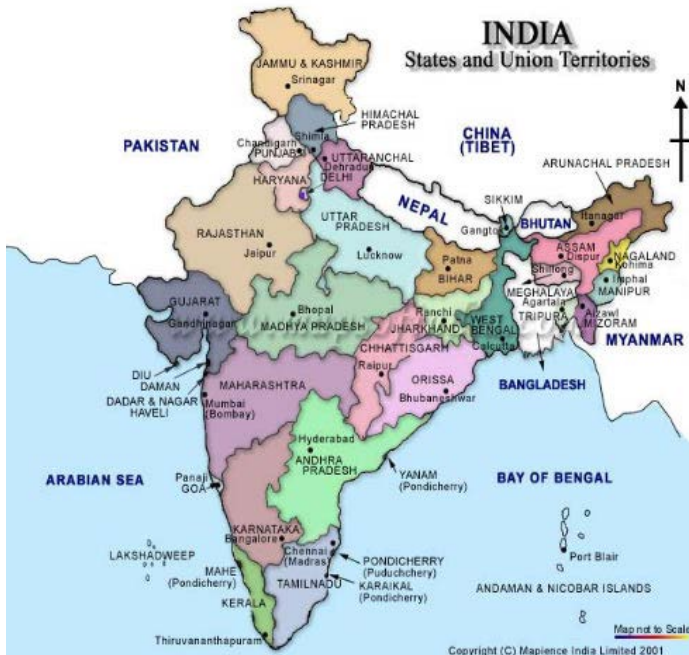 INDIA
States and Union Territories
N
JAMMU & KASHMIR
Srinagar
HIMACHAL
PRADESH
PAKISTAN
CHINA
(TIBET)
Chandigarh
Shimla
PUNJAB
UTTARANCHAL
Dehradun
ARUNACHAL PRADESH
HARYANA
DELHI
NEPAL
SIKKIM
BHUTAN
Itanagar
Gangtok
RAJASTHAN
Jaipur
UTTAR
PRADESH
Lucknow
ASSAM
Dispur
NAGALAND
Kohima
Patna
BIHAR
Shillong
Imphal
MEGHALAYA
MANIPUR
GUJARAT
Gandhinagar
Bhopal
MADHYA PRADESH
Ranchi
JHARKHAND
WEST
BENGAL
Calcutta
Agartala
TRIPURA
Aizawl
MIZORAM
MYANMAR
CHHATTISGARH
Raipur
DIU
DAMAN
DADAR & NAGAR
HAVELI
MAHARASHTRA
Mumbai
(Bombay)
ORISSA
Bhubaneshwar
BANGLADESH
Hyderabad
ANDHRA
PRADESH
YANAM
(Pondicherry)
ARABIAN SEA
BAY OF BENGAL
Panaji
GOA
KARNATAKA
Bangalore
LAKSHADWEEP
Chennai
(Madras)
PONDICHERRY
(Puduchchery)
MAHE
(Pondicherry)
TAMILNADU
KARAIKAL
(Pondicherry)
Port Blair
ANDAMAN & NICOBAR ISLANDS
KERALA
Thiruvananthapuram
Map not to Scale
Copyright (C) Mapience India Limited 2001